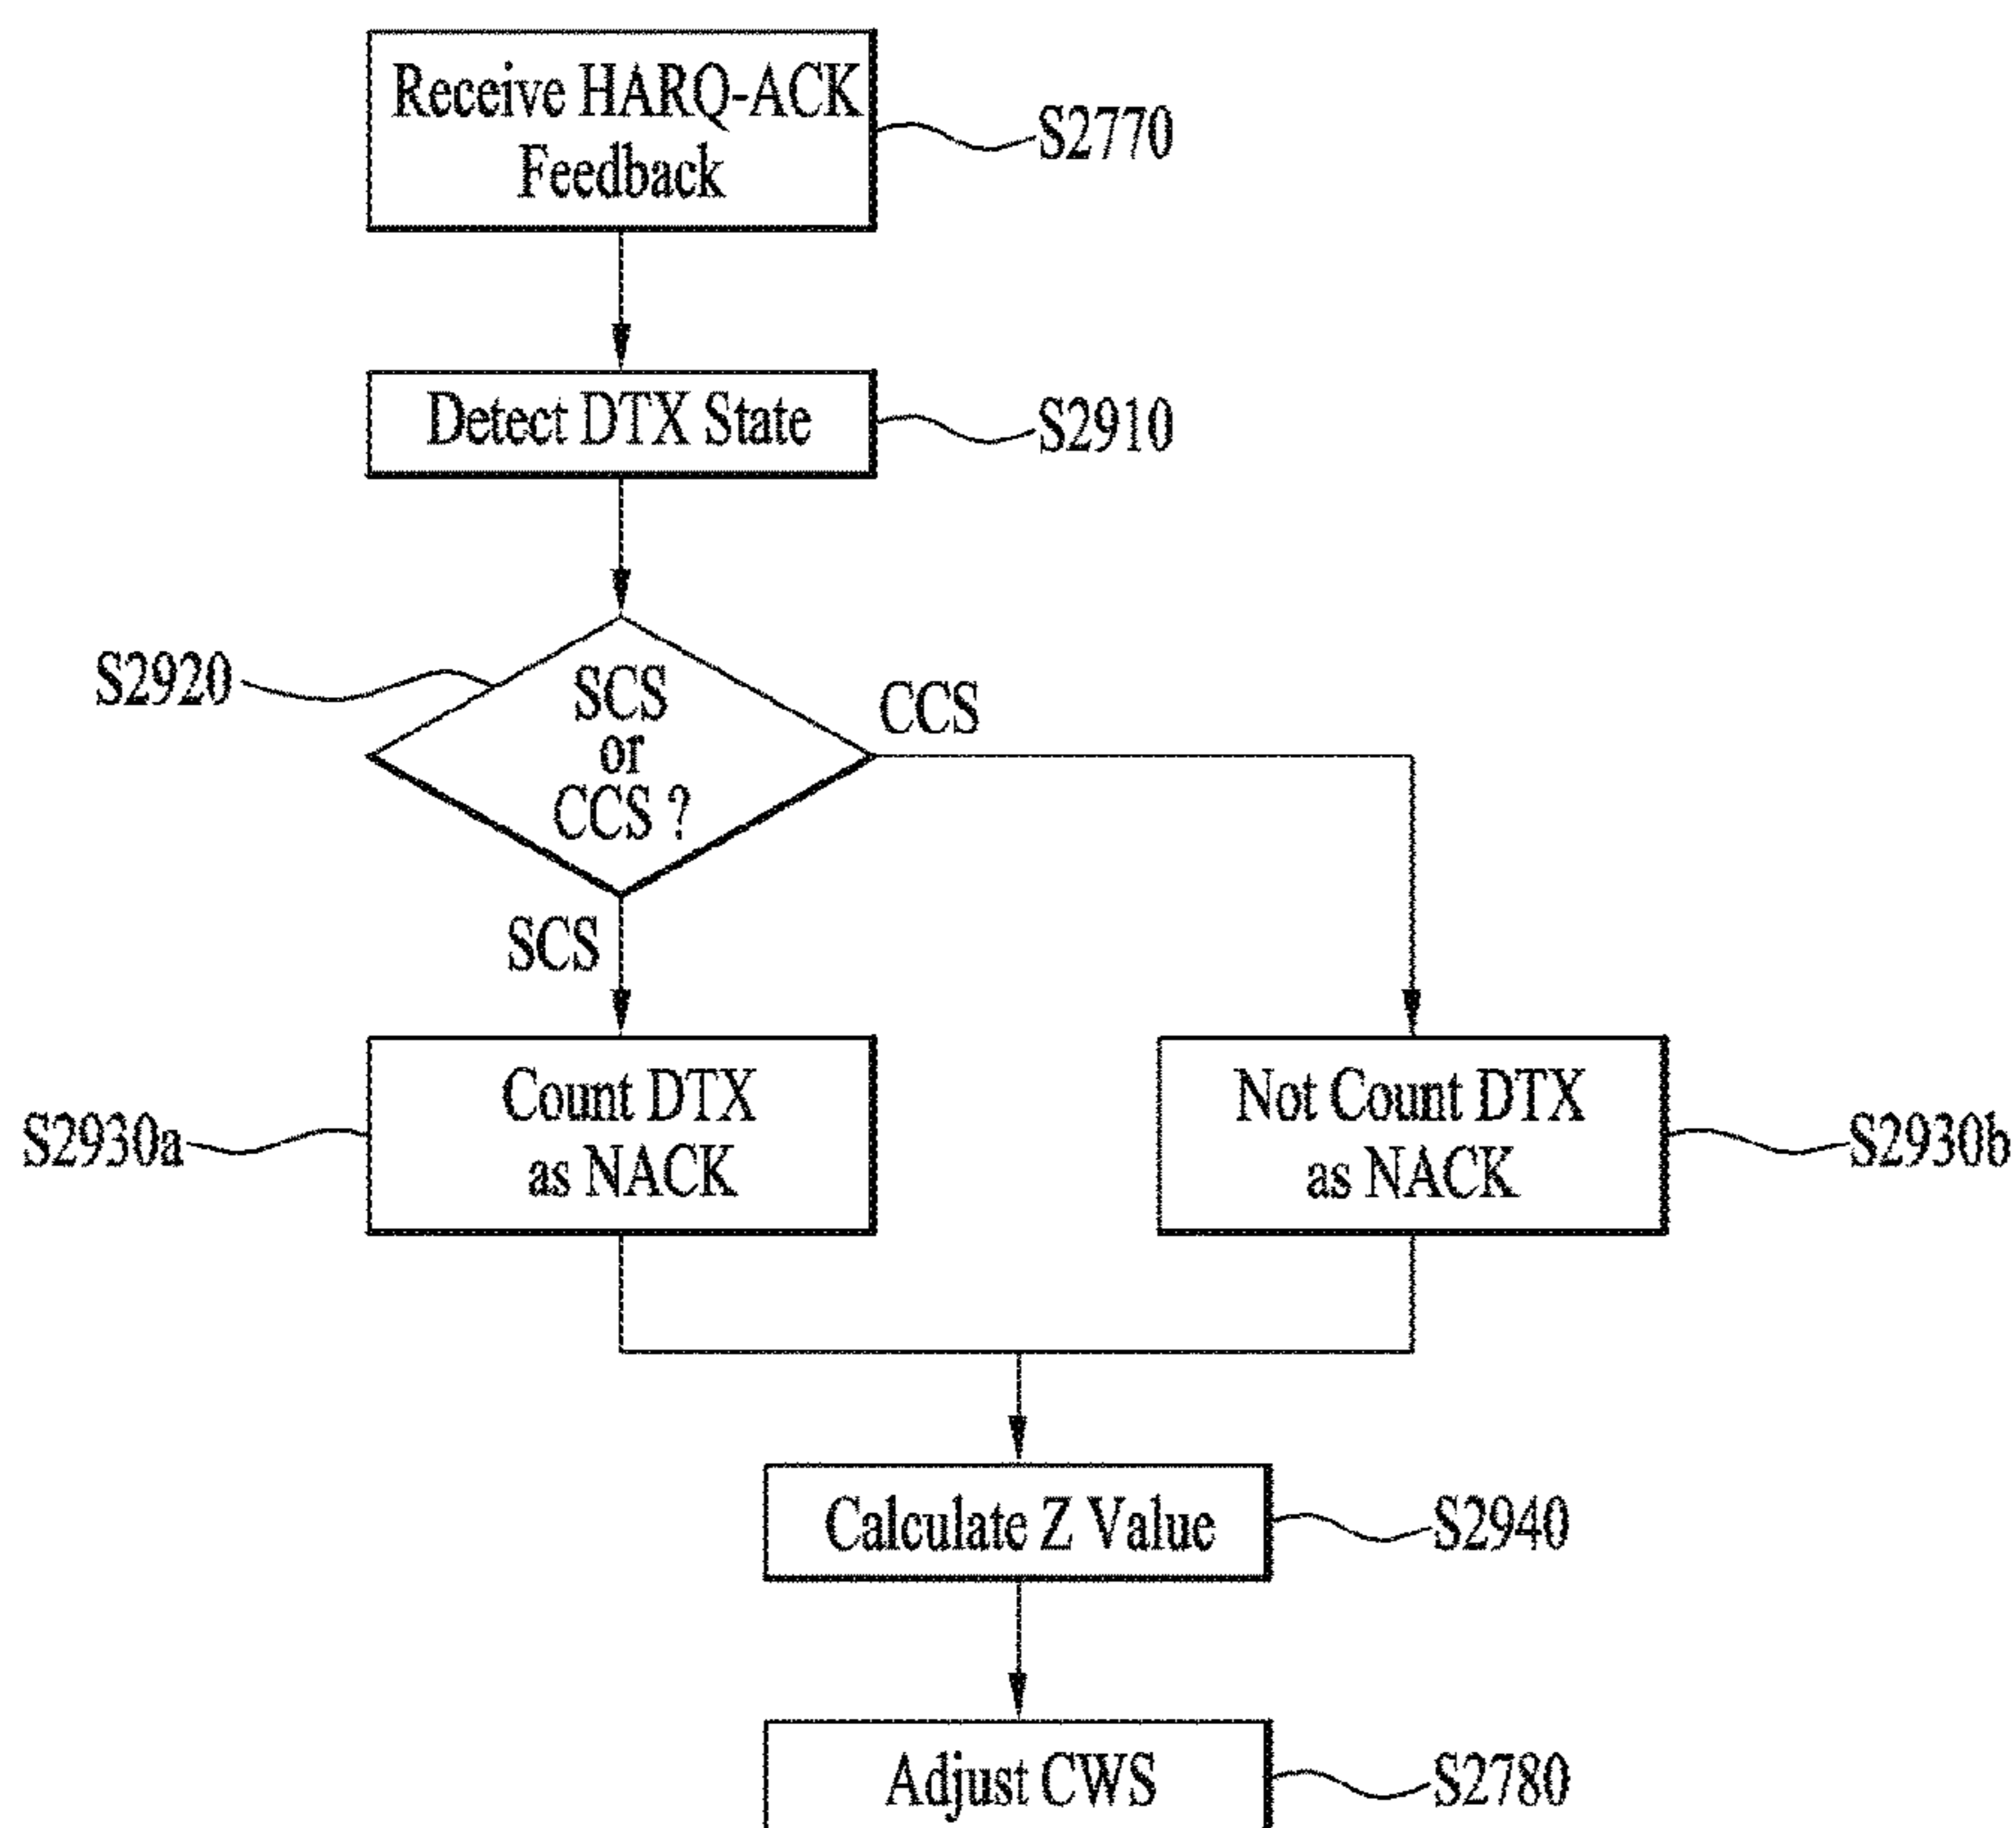 Receive HARQ-ACK
Feedback
S2770
Detect DTX State
S2910
S2920
SCS
or
CCS ?
CCS
SCS
Count DTX
as NACK
S2930a
Not Count DTX
as NACK
S2930b
Calculate Z Value
S2940
Adjust CWS
S2780